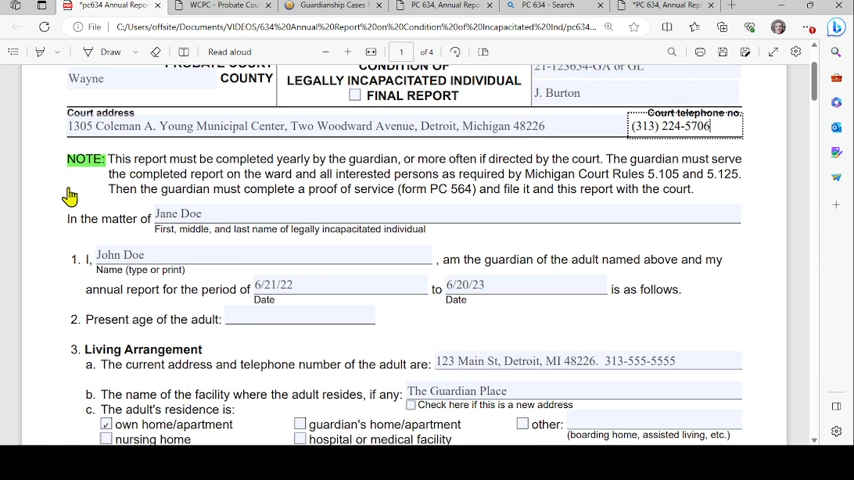 *pc634 Annual Report on Co
WCPC - Probate Cou
Guardianship Cases F
PC 634, Annual Repor
PC 634 - Search
*PC 634, Annual Repo
C:/Users/offsite/Documents/VIDEOS/634%20Annual%20Report%20on%20Condition%20of%20Incapacitated%20Ind/pc634...
Draw
1 of 4
Read aloud
PROBATE COURT
CONDITION OF
21-123654-GA or GL
Wayne
COUNTY
LEGALLY INCAPACITATED INDIVIDUAL
FINAL REPORT
J. Burton
Court address
Court telephone no.
1305 Coleman A. Young Municipal Center, Two Woodward Avenue, Detroit, Michigan 48226
(313) 224-5706
NOTE: This report must be completed yearly by the guardian, or more often if directed by the court. The guardian must serve
the completed report on the ward and all interested persons as required by Michigan Court Rules 5.105 and 5.125.
Then the guardian must complete a proof of service (form PC 564) and file it and this report with the court.
In the matter of Jane Doe
First, middle, and last name of legally incapacitated individual
1. I, John Doe , am the guardian of the adult named above and my
Name (type or print)
annual report for the period of 6/21/22 to 6/20/23 is as follows.
Date Date
2. Present age of the adult:
3. Living Arrangement
a. The current address and telephone number of the adult are: 123 Main St, Detroit, MI 48226. 313-555-5555
b. The name of the facility where the adult resides, if any: The Guardian Place
Check here if this is a new address
c. The adult's residence is:
own home/apartment guardian's home/apartment other:
(boarding home, assisted living, etc.)
nursing home hospital or medical facility